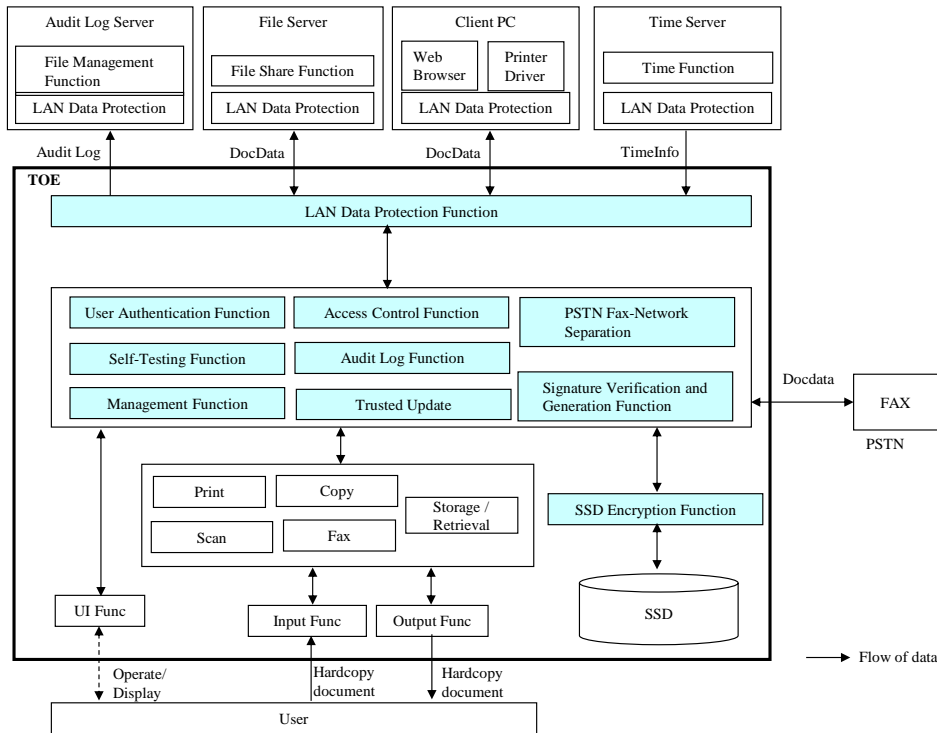 Audit Log Server
File Server
Client PC
Time Server
File Management
Function
LAN Data Protection
File Share Function
LAN Data Protection
Web
Browser
Printer
Driver
LAN Data Protection
Time Function
LAN Data Protection
Audit Log
DocData
DocData
TimeInfo
TOE
LAN Data Protection Function
User Authentication Function
Access Control Function
PSTN Fax-Network
Separation
Self-Testing Function
Audit Log Function
Management Function
Trusted Update
Signature Verification and
Generation Function
Docdata
FAX
PSTN
Print
Copy
Storage /
Retrieval
Scan
Fax
SSD Encryption Function
SSD
UI Func
Input Func
Output Func
Operate/
Display
Hardcopy
document
Hardcopy
document
Flow of data
User